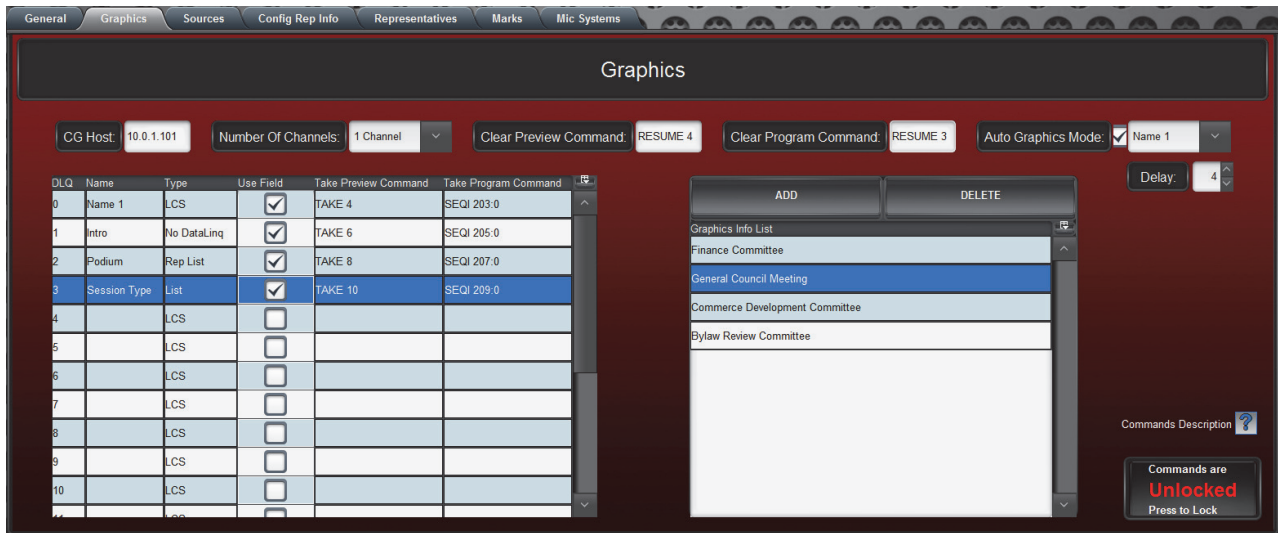 General Graphics Sources Config Rep Info Representatives Marks Mic Systems
Graphics
CG Host: 10.0.1.101 Number Of Channels: 1 Channel Clear Preview Command: RESUME 4 Clear Program Command: RESUME 3 Auto Graphics Mode: Name 1
Delay: 4
DLQ Name Type Use Field Take Preview Command Take Program Command
0 Name 1 LCS TAKE 4 SEQI 203:0
1 Intro No DataLinq TAKE 6 SEQI 205:0
2 Podium Rep List TAKE 8 SEQI 207:0
3 Session Type List TAKE 10 SEQI 209:0
4 LCS
5 LCS
6 LCS
7 LCS
8 LCS
9 LCS
10 LCS
ADD DELETE
Graphics Info List
Finance Committee
General Council Meeting
Commerce Development Committee
Bylaw Review Committee
Commands Description ?
Commands are
Unlocked
Press to Lock